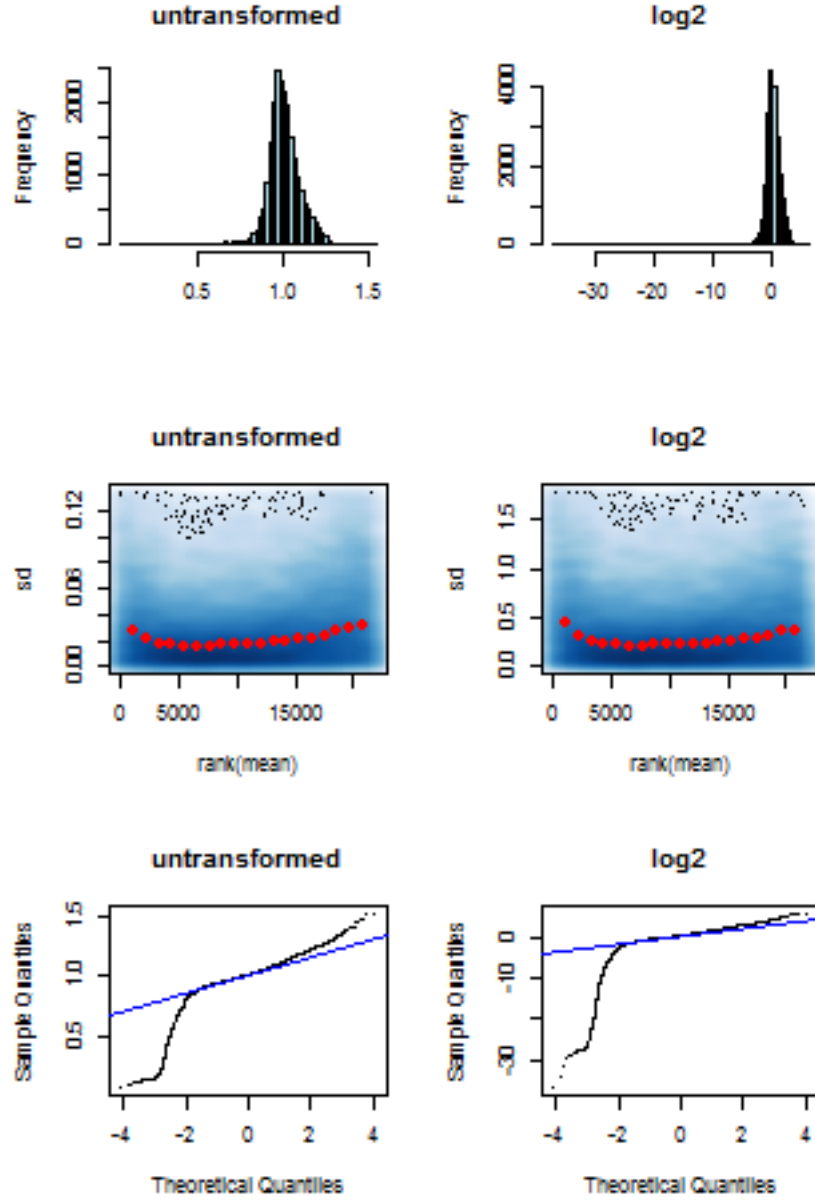 untransformed
log2
Frequency
0
1000
2000
0.5
1.0
1.5
Frequency
0
2000
4000
-30
-20
-10
0
untransformed
log2
sd
0.00
0.06
0.12
0
5000
15000
rank(mean)
sd
0.0
0.5
1.0
1.5
0
5000
15000
rank(mean)
untransformed
log2
Sample Quantiles
0.5
1.0
1.5
-4
-2
0
2
4
Theoretical Quantiles
Sample Quantiles
-30
-10
0
-4
-2
0
2
4
Theoretical Quantiles